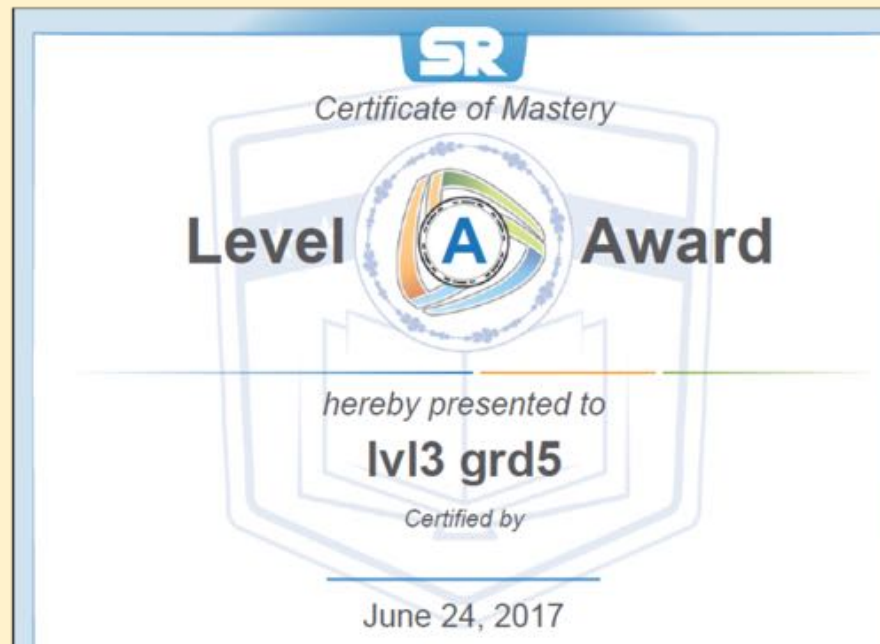 SR
Certificate of Mastery
Level A Award
hereby presented to
lvl3 grd5
Certified by
June 24, 2017